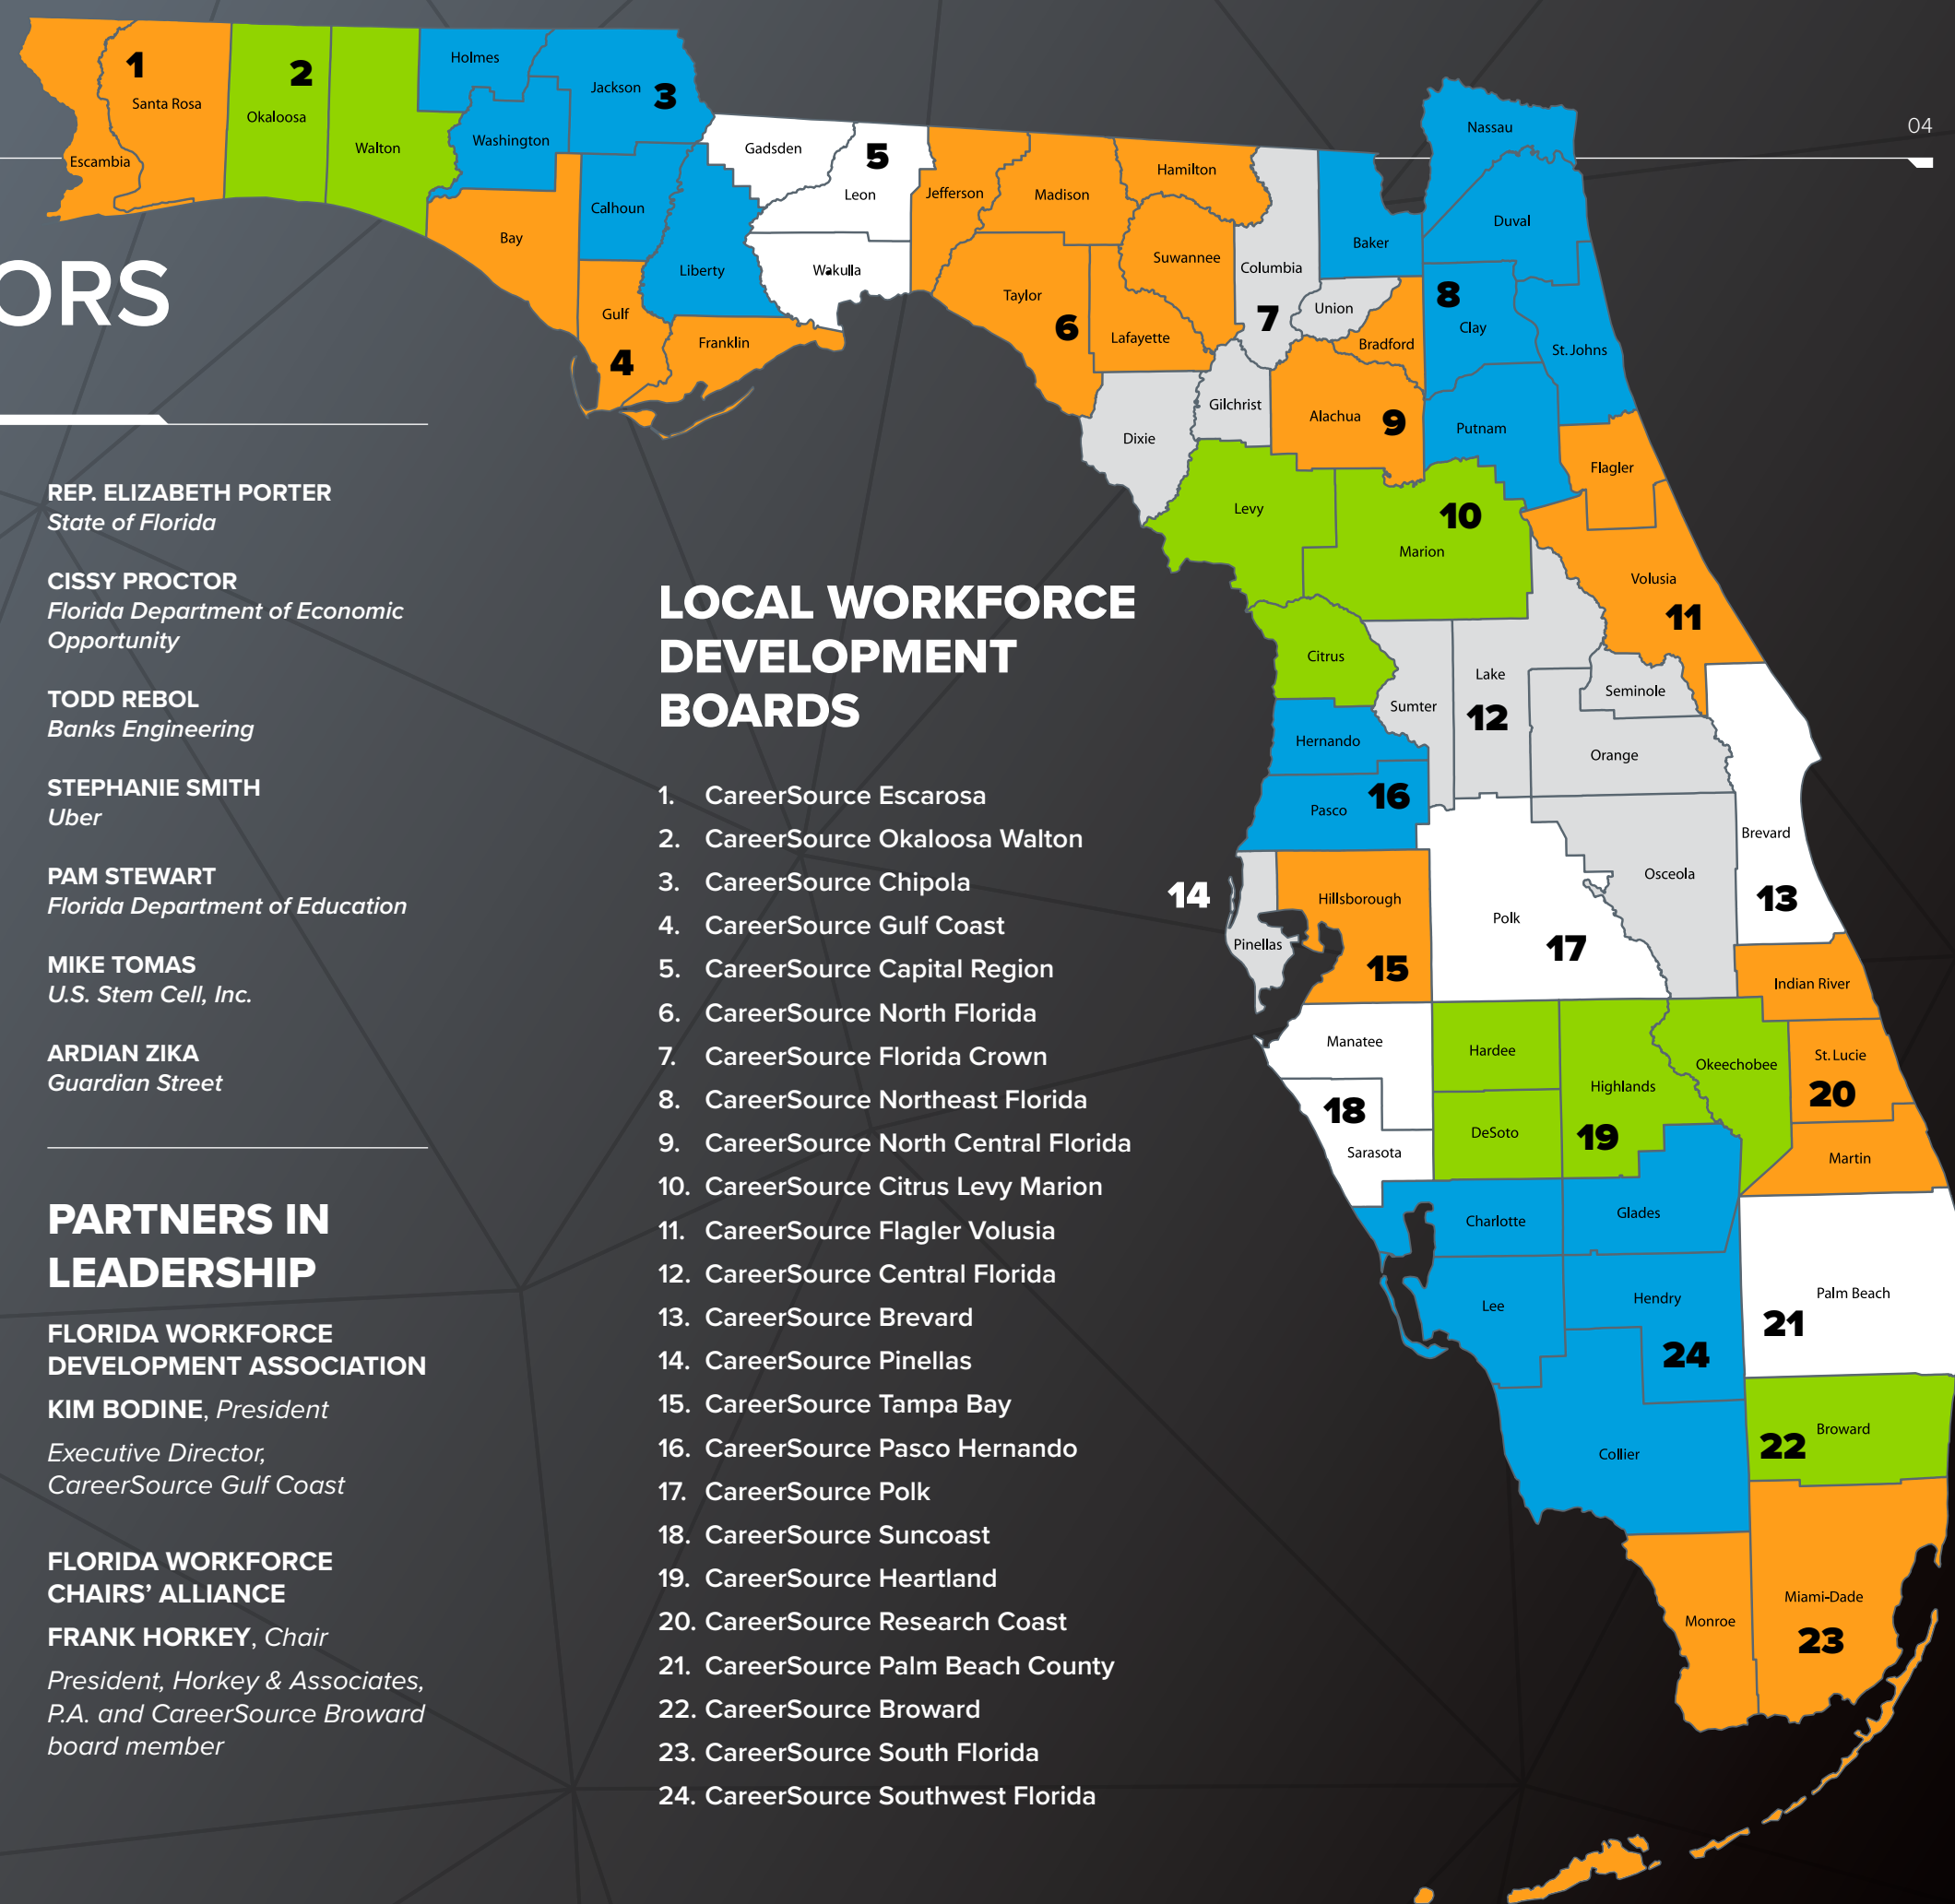 04
ORS
REP. ELIZABETH PORTER
State of Florida
CISSY PROCTOR
Florida Department of Economic
Opportunity
TODD REBOL
Banks Engineering
STEPHANIE SMITH
Uber
PAM STEWART
Florida Department of Education
MIKE TOMAS
U.S. Stem Cell, Inc.
ARDIAN ZIKA
Guardian Street
PARTNERS IN
LEADERSHIP
FLORIDA WORKFORCE
DEVELOPMENT ASSOCIATION
KIM BODINE, President
Executive Director,
CareerSource Gulf Coast
FLORIDA WORKFORCE
CHAIRS’ ALLIANCE
FRANK HORKEY, Chair
President, Horkey & Associates,
P.A. and CareerSource Broward
board member
LOCAL WORKFORCE
DEVELOPMENT
BOARDS
1. CareerSource Escarosa
2. CareerSource Okaloosa Walton
3. CareerSource Chipola
4. CareerSource Gulf Coast
5. CareerSource Capital Region
6. CareerSource North Florida
7. CareerSource Florida Crown
8. CareerSource Northeast Florida
9. CareerSource North Central Florida
10. CareerSource Citrus Levy Marion
11. CareerSource Flagler Volusia
12. CareerSource Central Florida
13. CareerSource Brevard
14. CareerSource Pinellas
15. CareerSource Tampa Bay
16. CareerSource Pasco Hernando
17. CareerSource Polk
18. CareerSource Suncoast
19. CareerSource Heartland
20. CareerSource Research Coast
21. CareerSource Palm Beach County
22. CareerSource Broward
23. CareerSource South Florida
24. CareerSource Southwest Florida
1
Santa Rosa
Escambia
2
Okaloosa
Walton
Holmes
Jackson
3
Washington
Calhoun
Liberty
Bay
Gulf
4
Franklin
Gadsden
5
Leon
Wakulla
Jefferson
Madison
Hamilton
Suwannee
Taylor
6
Lafayette
Columbia
7
Union
Gilchrist
Dixie
Bradford
Alachua
9
Nassau
Duval
Baker
8
Clay
St. Johns
Putnam
Flagler
Volusia
11
Levy
10
Marion
Citrus
Sumter
Lake
12
Seminole
Orange
Osceola
Hernando
Pasco
16
Brevard
13
14
Pinellas
Hillsborough
15
Polk
17
Indian River
St. Lucie
20
Martin
Manatee
18
Sarasota
Hardee
Highlands
DeSoto
19
Okeechobee
Charlotte
Glades
Lee
Hendry
24
Collier
Palm Beach
21
Broward
22
Miami-Dade
23
Monroe